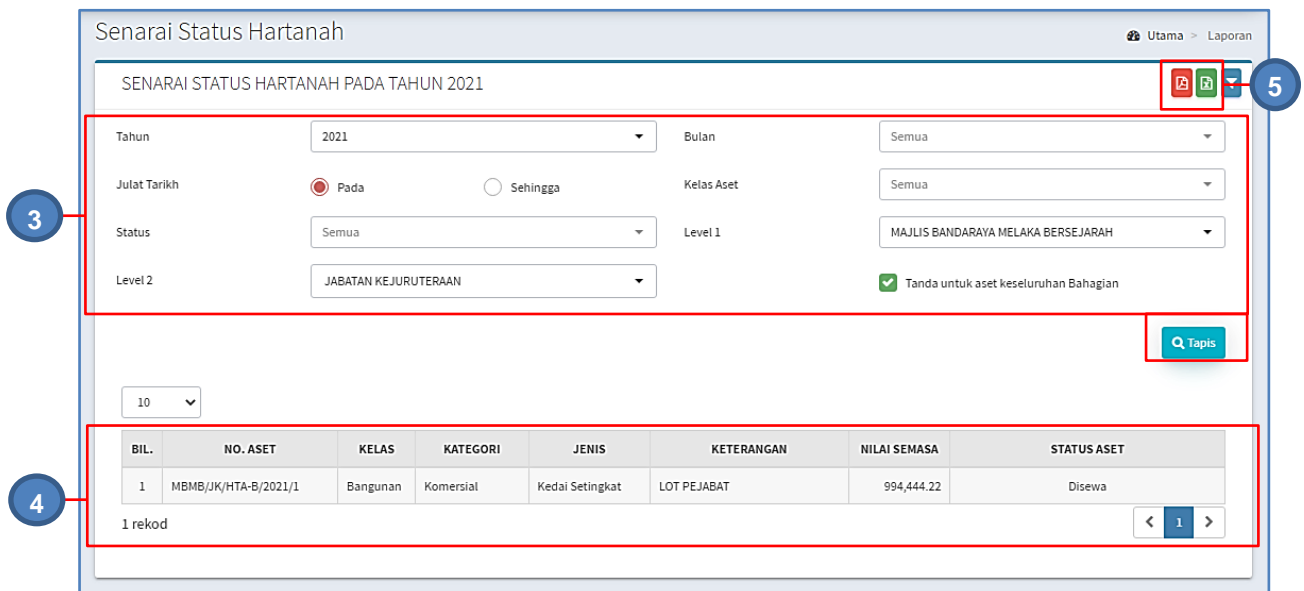 Senarai Status Hartanah
Utama > Laporan
SENARAI STATUS HARTANAH PADA TAHUN 2021
5
Tahun 2021 Bulan Semua
Julat Tarikh Pada Sehingga Kelas Aset Semua
3
Status Semua Level 1 MAJLIS BANDARAYA MELAKA BERSEJARAH
Level 2 JABATAN KEJURUTERAAN Tanda untuk aset keseluruhan Bahagian
Tapis
10
BIL. NO. ASET KELAS KATEGORI JENIS KETERANGAN NILAI SEMASA STATUS ASET
1 MBMB/JK/HTA-B/2021/1 Bangunan Komersial Kedai Setingkat LOT PEJABAT 994,444.22 Disewa
4
1 rekod < 1 >